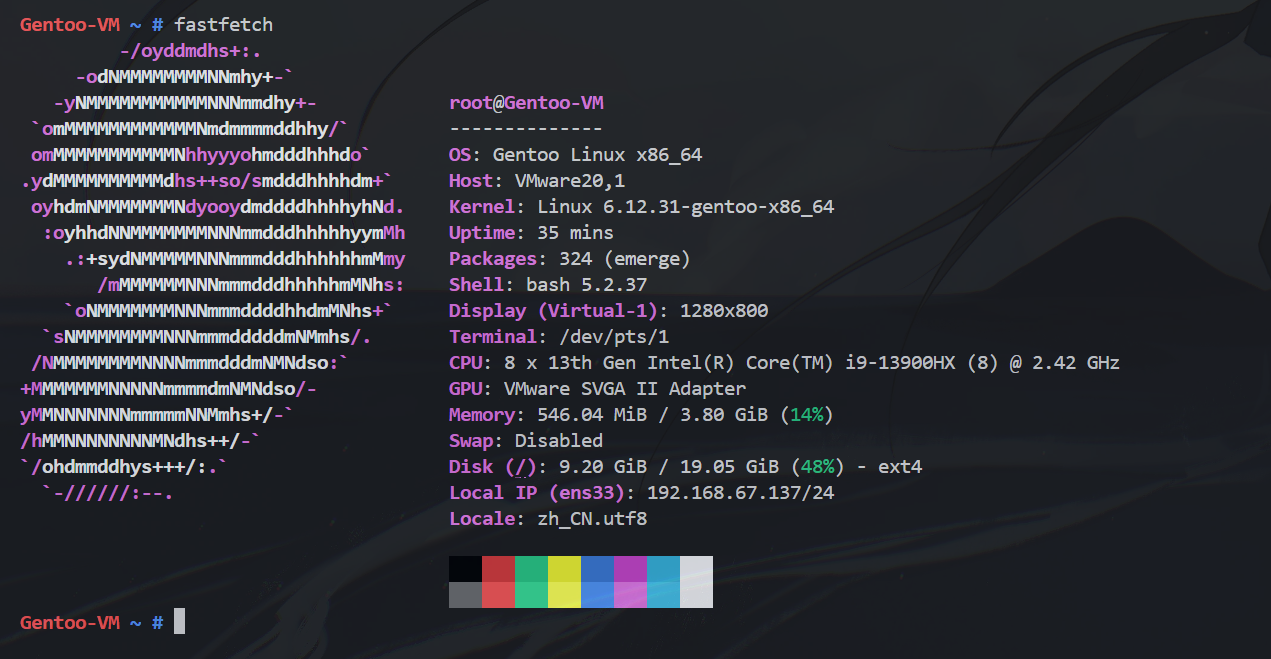 Gentoo-VM ~ # fastfetch
         -/oyddmdhs+:.
     -odNMMMMMMMMNNmhy+-`
   -yNMMMMMMMMMMMNNNmmdhy+-              root@Gentoo-VM
 `omMMMMMMMMMMMMNmdmmmmddhhy/`           --------------
 omMMMMMMMMMMMNhhyyyohmdddhhhdo`         OS: Gentoo Linux x86_64
.ydMMMMMMMMMMdhs++so/smdddhhhhdm+`       Host: VMware20,1
 oyhdmNMMMMMMMNdyooydmddddhhhhyhNd.      Kernel: Linux 6.12.31-gentoo-x86_64
  :oyhhdNNMMMMMMMNNNmmdddhhhhhyymMh      Uptime: 35 mins
    .:+sydNMMMMMNNNmmmdddhhhhhhmMmy      Packages: 324 (emerge)
       /mMMMMMMNNNmmmdddhhhhhmMNhs:      Shell: bash 5.2.37
    `oNMMMMMMMNNNmmmddddhhdmMNhs+`       Display (Virtual-1): 1280x800
  `sNMMMMMMMMNNNmmmdddddmNMmhs/.         Terminal: /dev/pts/1
 /NMMMMMMMMNNNNmmmdddmNMNdso:`           CPU: 8 x 13th Gen Intel(R) Core(TM) i9-13900HX (8) @ 2.42 GHz
+MMMMMMMNNNNNmmmmdmNMNdso/-              GPU: VMware SVGA II Adapter
yMMNNNNNNNmmmmmNNMmhs+/-`                Memory: 546.04 MiB / 3.80 GiB (14%)
/hMMNNNNNNNNMNdhs++/-`                   Swap: Disabled
`/ohdmmddhys+++/:.`                      Disk (/): 9.20 GiB / 19.05 GiB (48%) - ext4
  `-//////:--.                           Local IP (ens33): 192.168.67.137/24
                                         Locale: zh_CN.utf8
Gentoo-VM ~ #